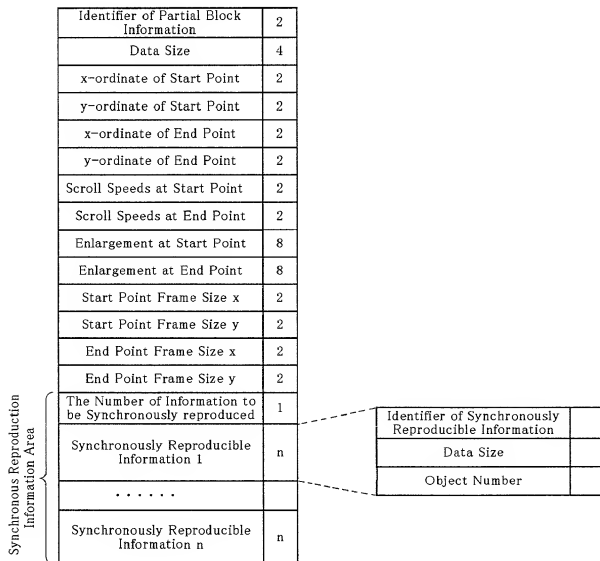 Identifier of Partial Block
Information
2
Data Size
4
x-ordinate of Start Point
2
y-ordinate of Start Point
2
x-ordinate of End Point
2
y-ordinate of End Point
2
Scroll Speeds at Start Point
2
Scroll Speeds at End Point
2
Enlargement at Start Point
8
Enlargement at End Point
8
Start Point Frame Size x
2
Start Point Frame Size y
2
End Point Frame Size x
2
End Point Frame Size y
2
Synchronous Reproduction
Information Area
The Number of Information to
be Synchronously reproduced
1
Synchronously Reproducible
Information 1
n
······
Synchronously Reproducible
Information n
n
Identifier of Synchronously
Reproducible Information
Data Size
Object Number